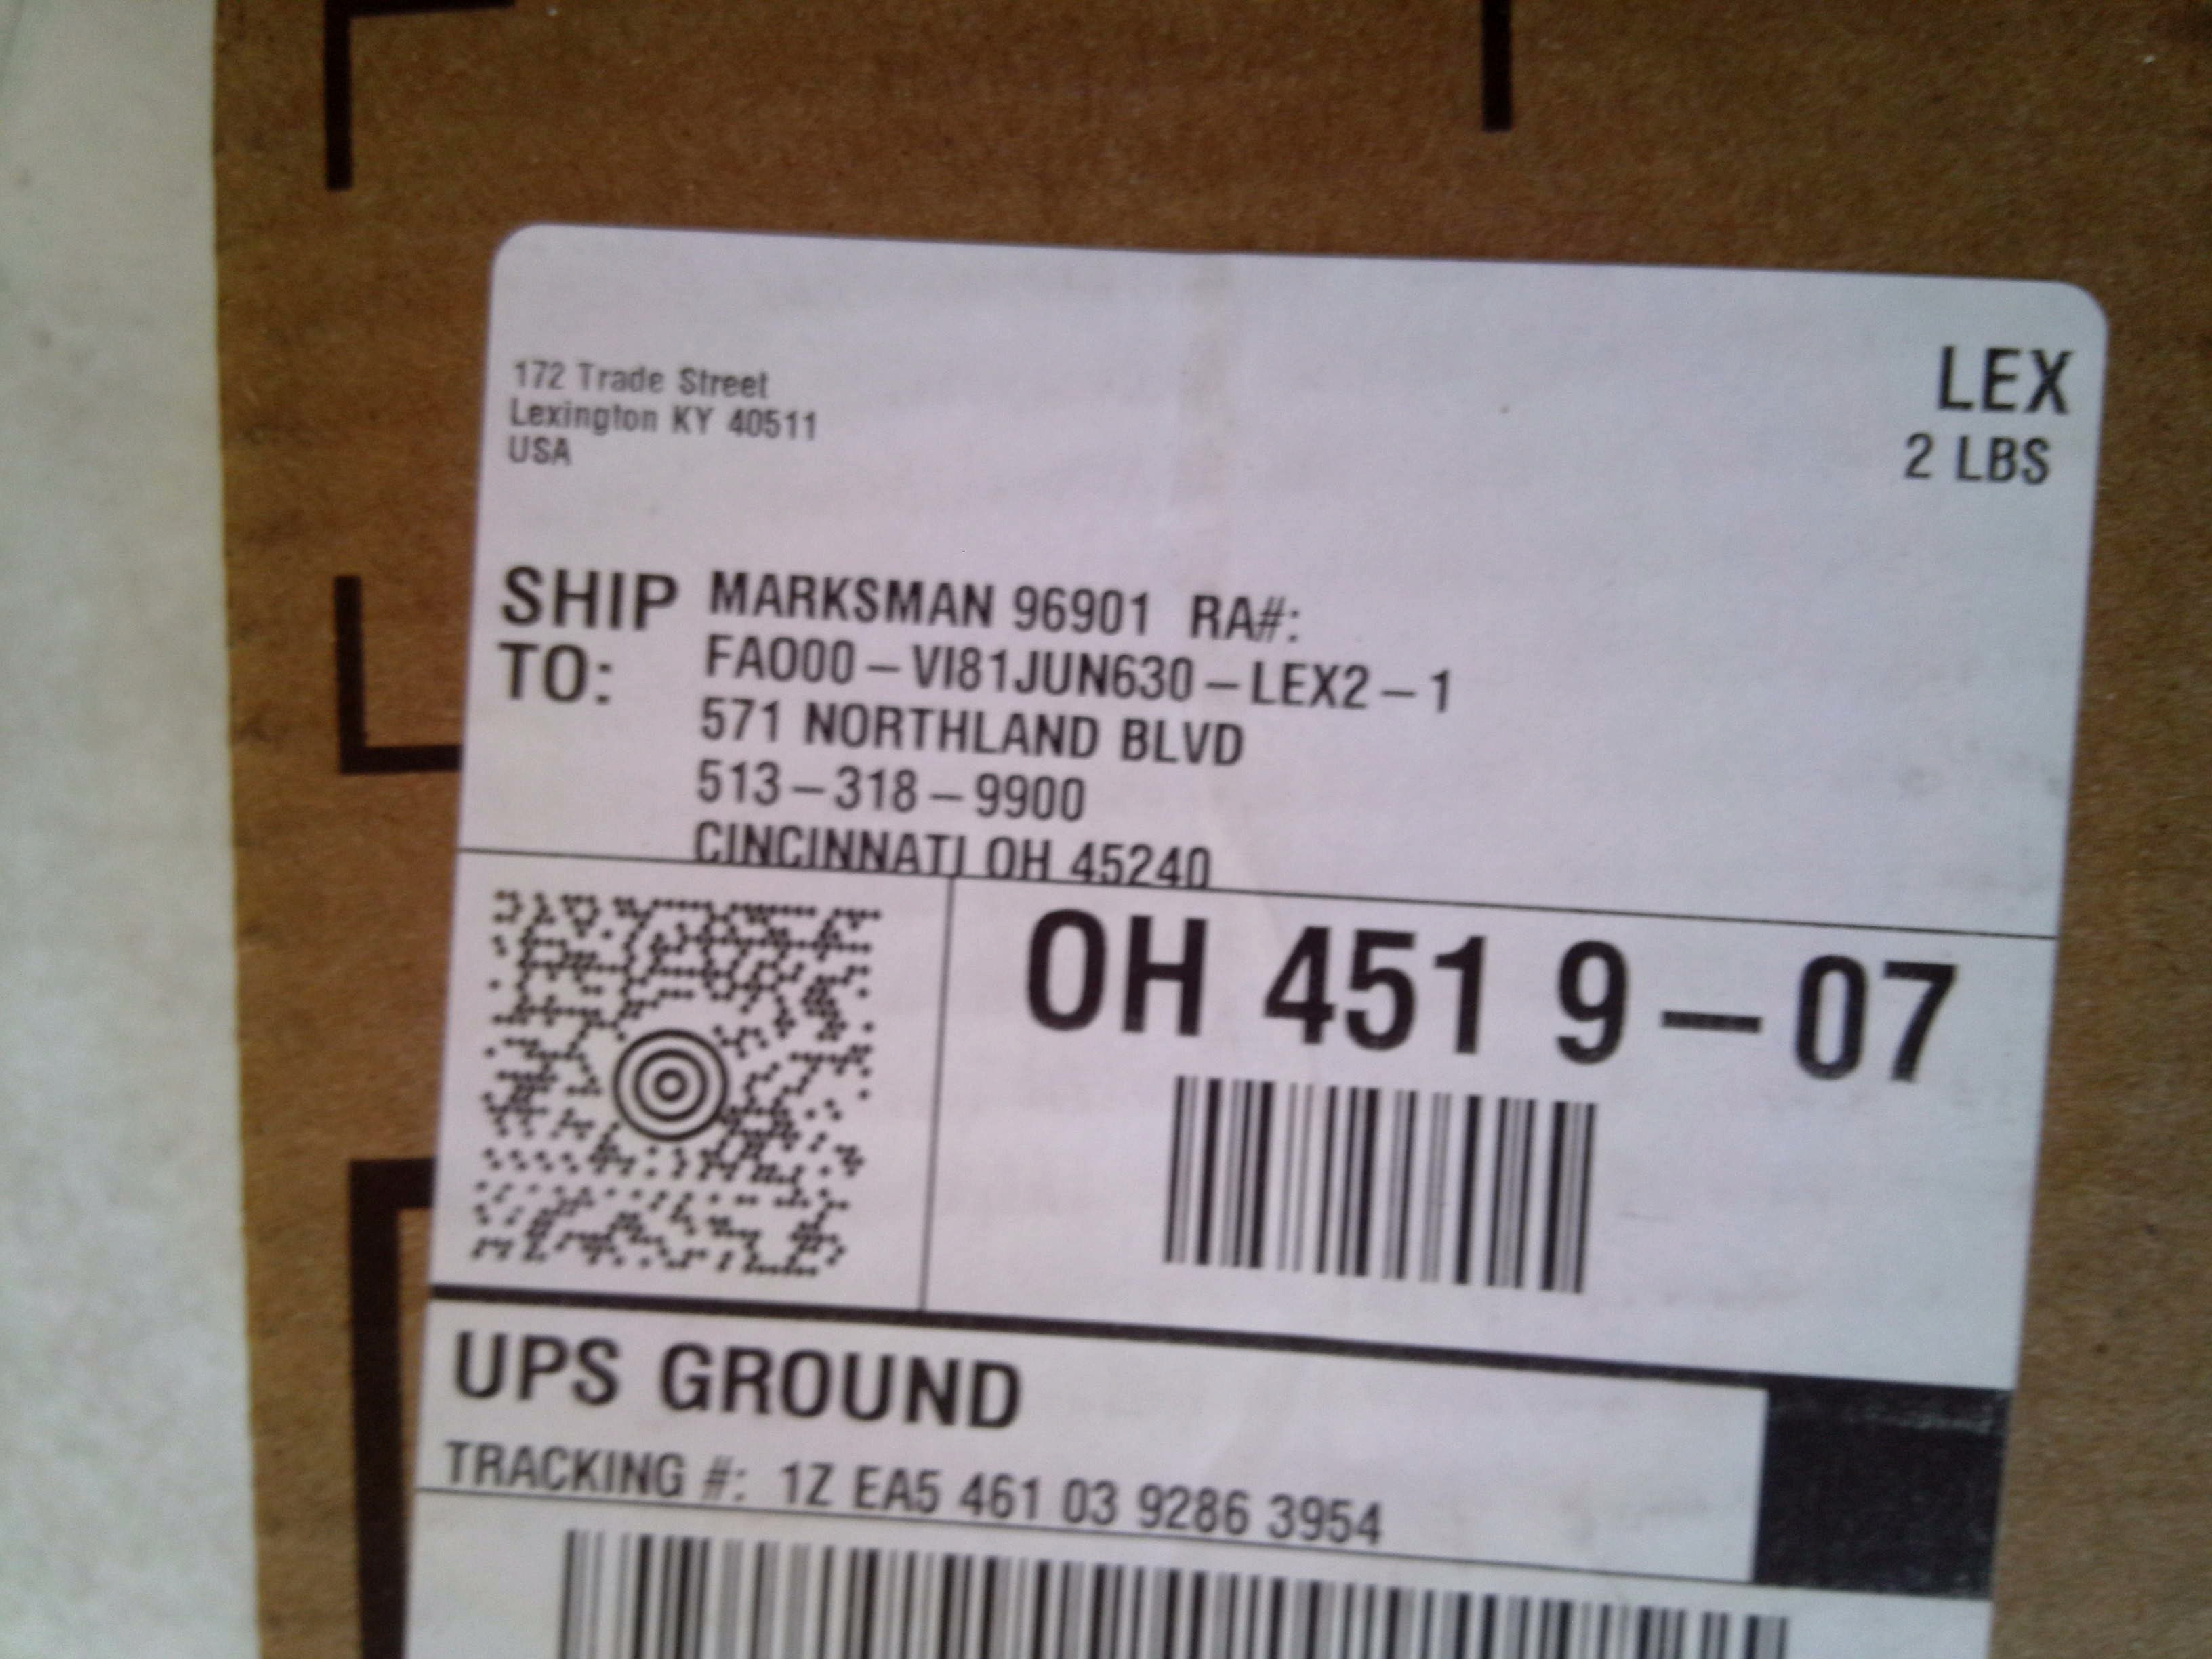 172 Trade Street
Lexington KY 40511
USA
LEX
2 LBS
SHIP TO:
MARKSMAN 96901 RA#:
FAO00-VI81JUN630-LEX2-1
571 NORTHLAND BLVD
513-318-9900
CINCINNATI OH 45240
OH 451 9-07
UPS GROUND
TRACKING #: 1Z EA5 461 03 9286 3954